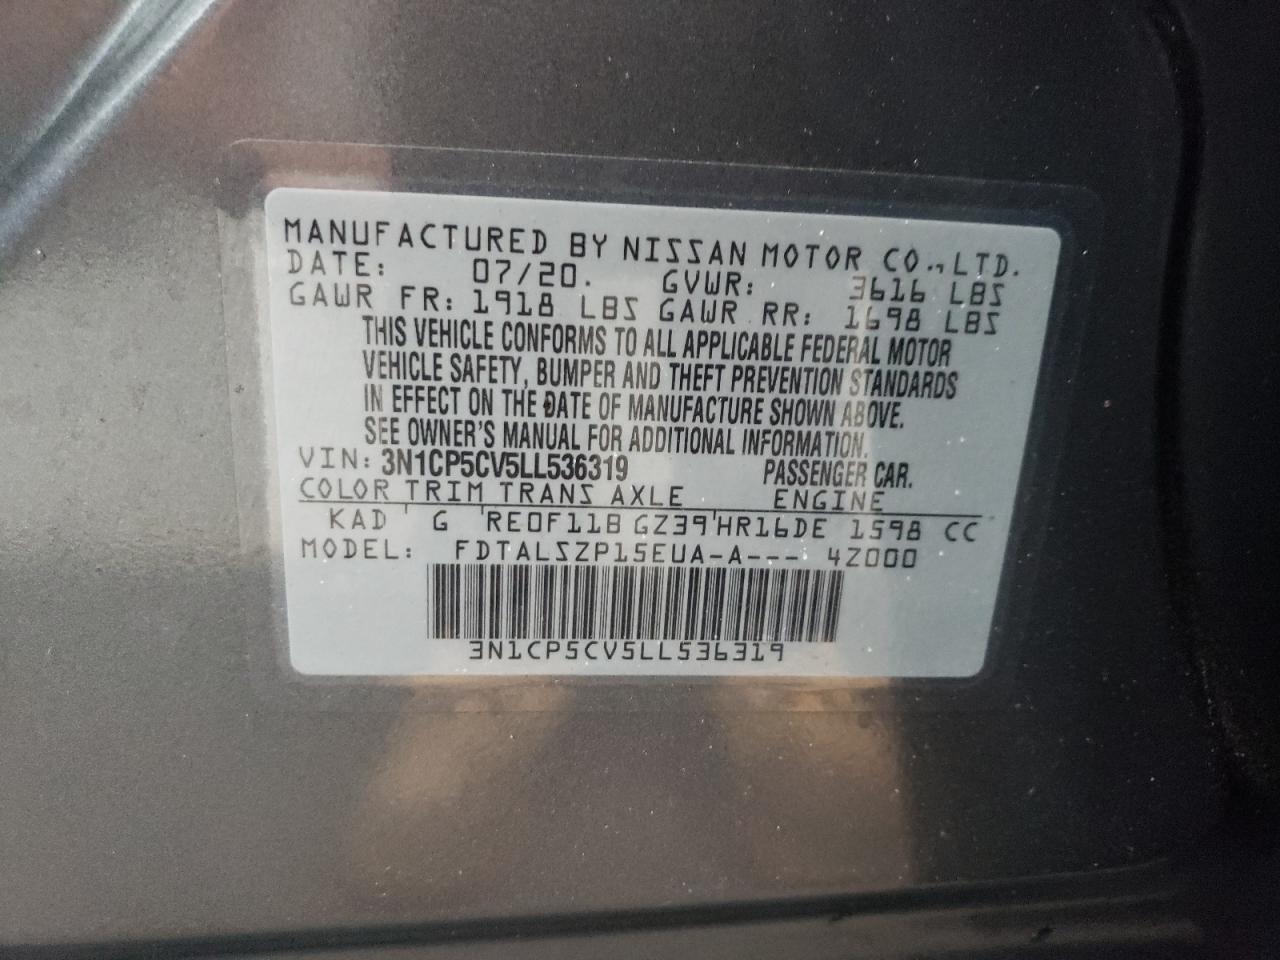 MANUFACTURED BY NISSAN MOTOR CO., LTD.
DATE: 07/20. GVWR: 3616 LBS
GAWR FR: 1918 LBS GAWR RR: 1698 LBS
THIS VEHICLE CONFORMS TO ALL APPLICABLE FEDERAL MOTOR
VEHICLE SAFETY, BUMPER AND THEFT PREVENTION STANDARDS
IN EFFECT ON THE DATE OF MANUFACTURE SHOWN ABOVE.
SEE OWNER'S MANUAL FOR ADDITIONAL INFORMATION.
VIN: 3N1CP5CV5LL536319 PASSENGER CAR.
COLOR TRIM TRANS AXLE ENGINE
KAD ' G 'RE0F11B GZ39'HR16DE 1598 CC
MODEL: FDTALSZP15EUA-A--- 4Z000
3N1CP5CV5LL536319